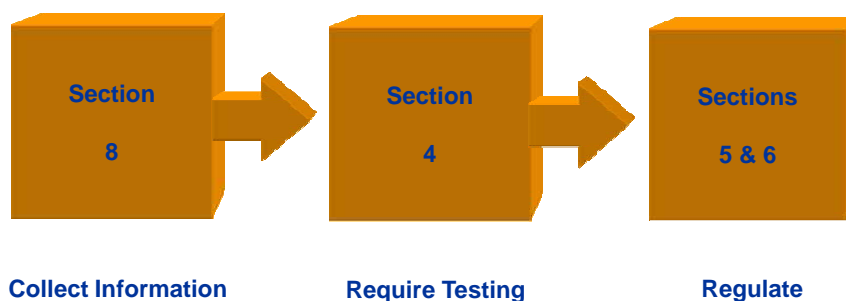 Section
8
Section
4
Sections
5 & 6
Collect Information
Require Testing
Regulate